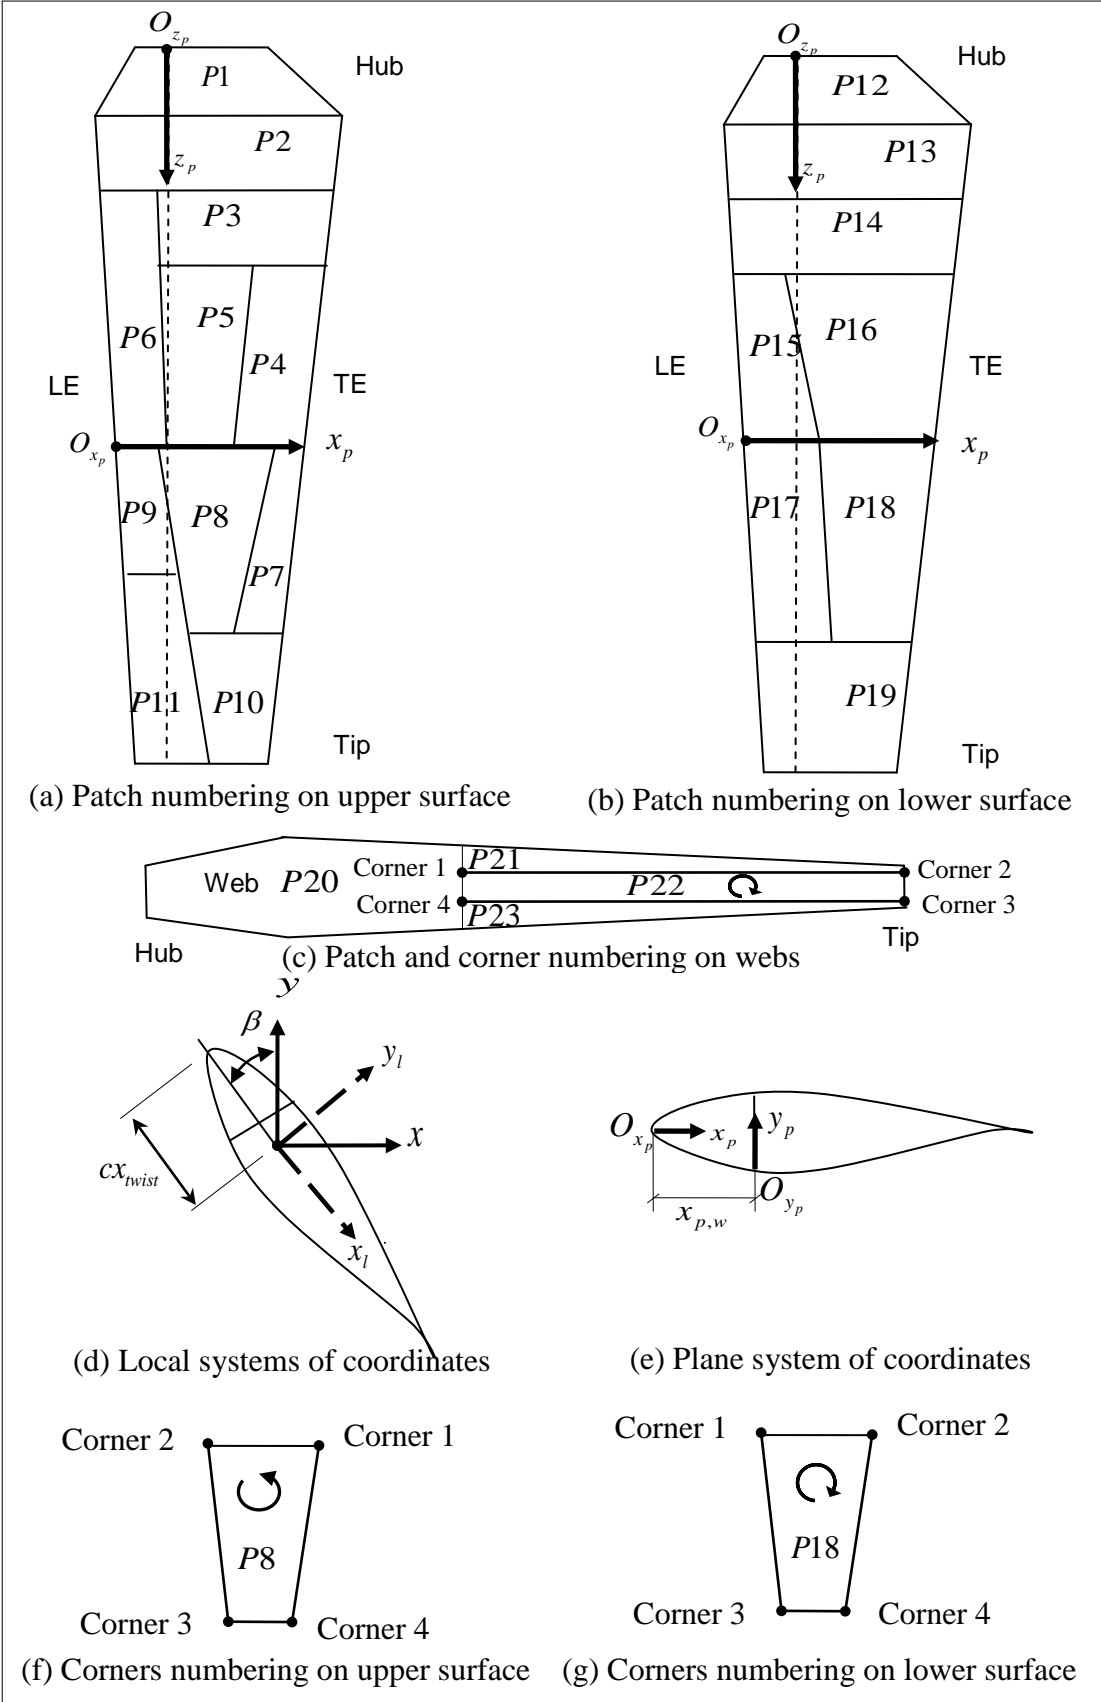 O_{z_p}
Hub
P1
P2
z_p
P3
P6
P5
P4
LE
TE
O_{x_p}
x_p
P9
P8
P7
P11
P10
Tip
(a) Patch numbering on upper surface
O_{z_p}
Hub
P12
P13
z_p
P14
P15
P16
LE
TE
O_{x_p}
x_p
P17
P18
P19
Tip
(b) Patch numbering on lower surface
Corner 1
P21
Corner 2
Web P20
P22
Corner 4
P23
Corner 3
Hub
Tip
(c) Patch and corner numbering on webs
y
β
y_l
x
cx_{twist}
x_l
(d) Local systems of coordinates
O_{x_p}
x_p
y_p
O_{y_p}
x_{p,w}
(e) Plane system of coordinates
Corner 2
Corner 1
P8
Corner 3
Corner 4
(f) Corners numbering on upper surface
Corner 1
Corner 2
P18
Corner 3
Corner 4
(g) Corners numbering on lower surface